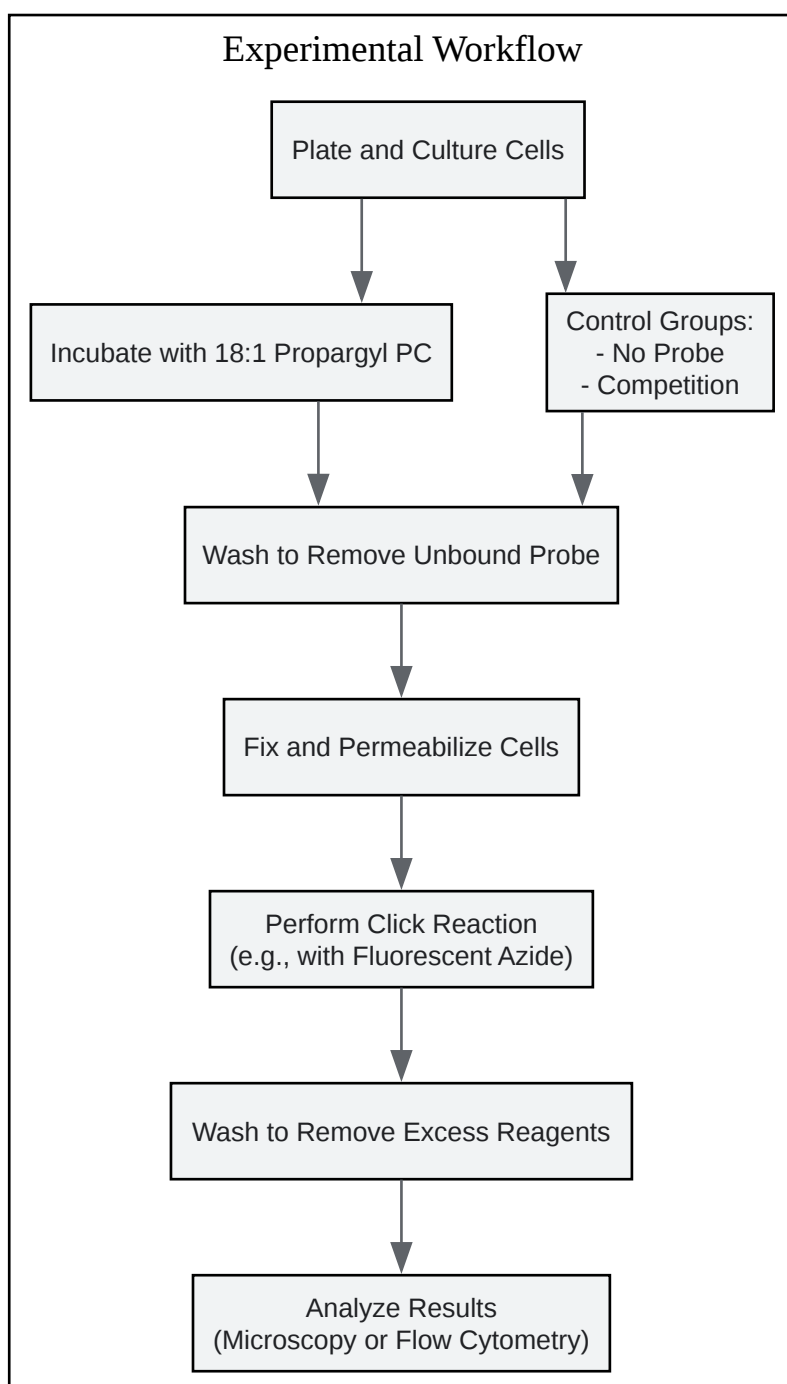 Experimental Workflow
Plate and Culture Cells
Incubate with 18:1 Propargyl PC
Control Groups:
- No Probe
- Competition
Wash to Remove Unbound Probe
Fix and Permeabilize Cells
Perform Click Reaction
(e.g., with Fluorescent Azide)
Wash to Remove Excess Reagents
Analyze Results
(Microscopy or Flow Cytometry)